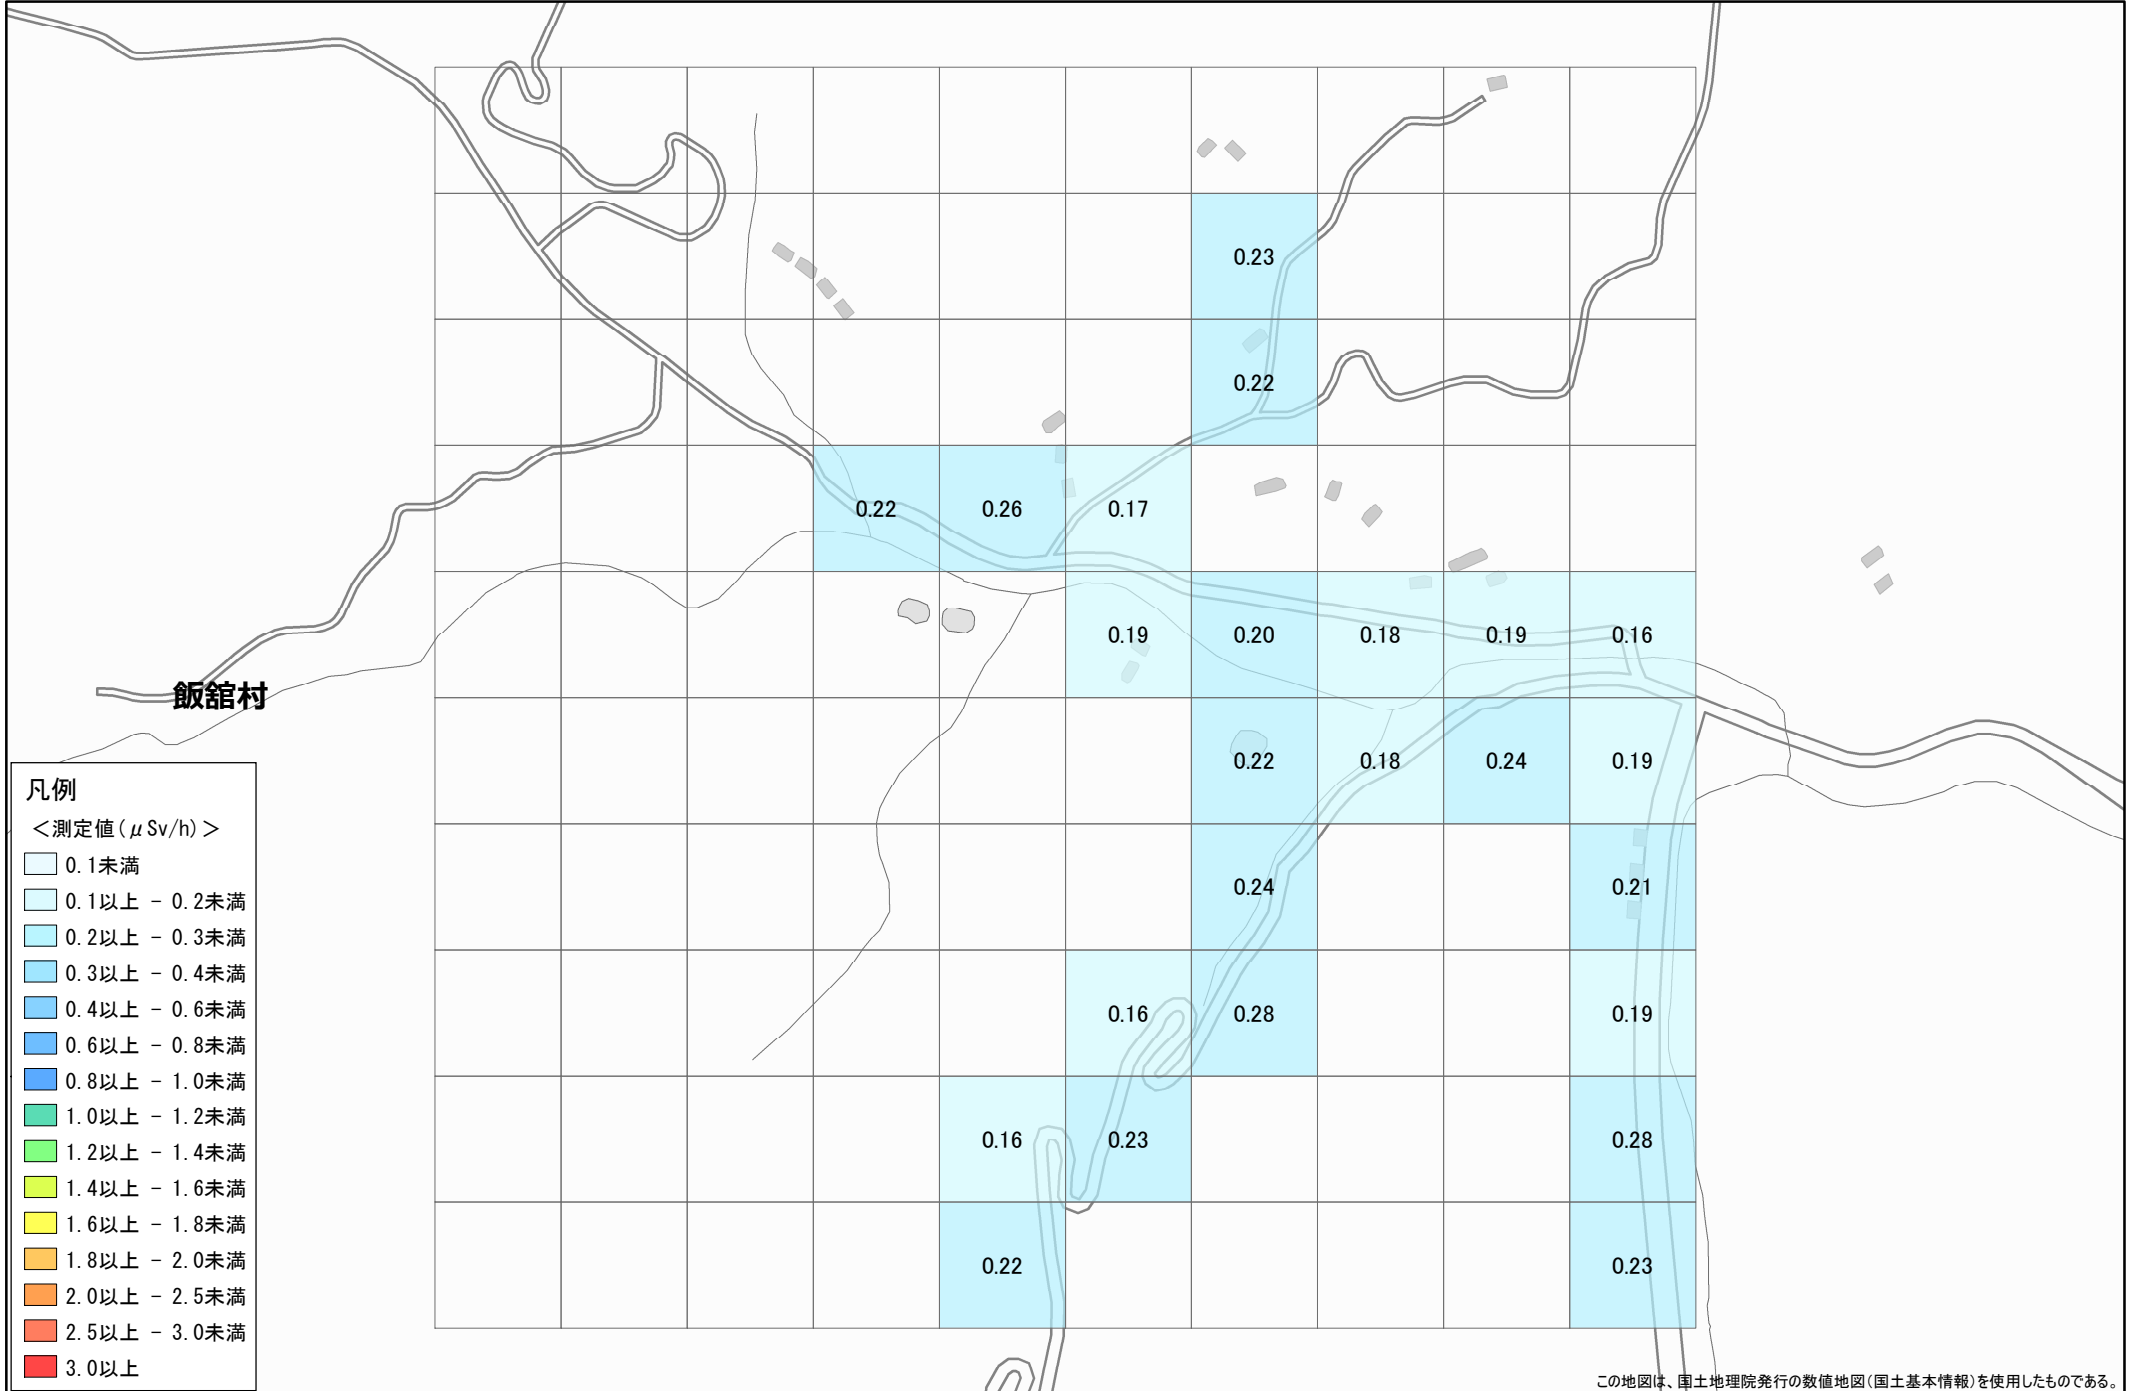 0.23
0.22
0.22 0.26 0.17
0.19 0.20 0.18 0.19 0.16
飯舘村
0.22 0.18 0.24 0.19
0.24 0.21
0.16 0.28 0.19
0.16 0.23 0.28
0.22 0.23
凡例
＜測定値(μSv/h)＞
0.1未満
0.1以上 - 0.2未満
0.2以上 - 0.3未満
0.3以上 - 0.4未満
0.4以上 - 0.6未満
0.6以上 - 0.8未満
0.8以上 - 1.0未満
1.0以上 - 1.2未満
1.2以上 - 1.4未満
1.4以上 - 1.6未満
1.6以上 - 1.8未満
1.8以上 - 2.0未満
2.0以上 - 2.5未満
2.5以上 - 3.0未満
3.0以上
この地図は、国土地理院発行の数値地図(国土基本情報)を使用したものである。